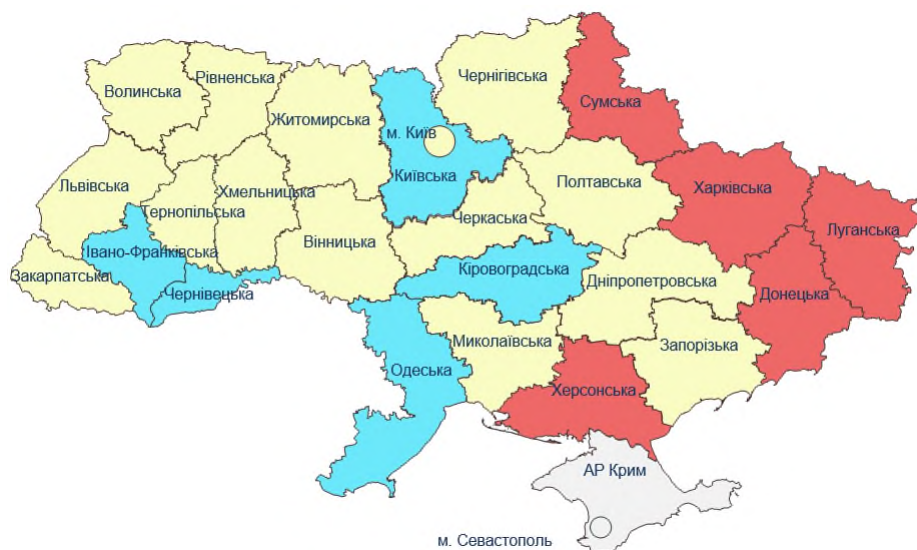 Волинська
Рівненська
Житомирська
Чернігівська
Сумська
м. Київ
Київська
Львівська
Тернопільська
Хмельницька
Полтавська
Харківська
Черкаська
Луганська
Івано-Франківська
Вінницька
Закарпатська
Чернівецька
Кіровоградська
Дніпропетровська
Донецька
Миколаївська
Запорізька
Одеська
Херсонська
АР Крим
м. Севастополь